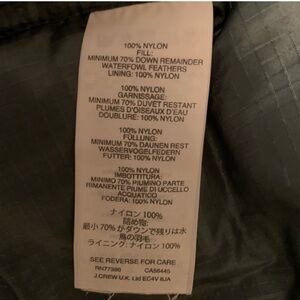 100% NYLON
FILL:
MINIMUM 70% DOWN REMAINDER
WATERFOWL FEATHERS
LINING: 100% NYLON
100% NYLON
GARNISSAGE:
MINIMUM 70% DUVET RESTANT
PLUMES D'OISEAUX D'EAU
DOUBLURE: 100% NYLON
100% NYLON
FÜLLUNG:
MINIMUM 70% DAUNEN REST
WASSERVOGELFEDERN
FUTTER: 100% NYLON
100% NYLON
IMBOTTITURA:
MINIMO 70% PIUMINO PARTE
RIMANENTE PIUME DI UCCELLO
ACQUATICO
FODERA: 100% NYLON
ナイロン 100%
詰め物:
最小 70% がダウンで残りは水
鳥の羽毛
ライニング: ナイロン 100%
SEE REVERSE FOR CARE
RN77386 CA56445
J.CREW U.K. Ltd EC4V 6JA